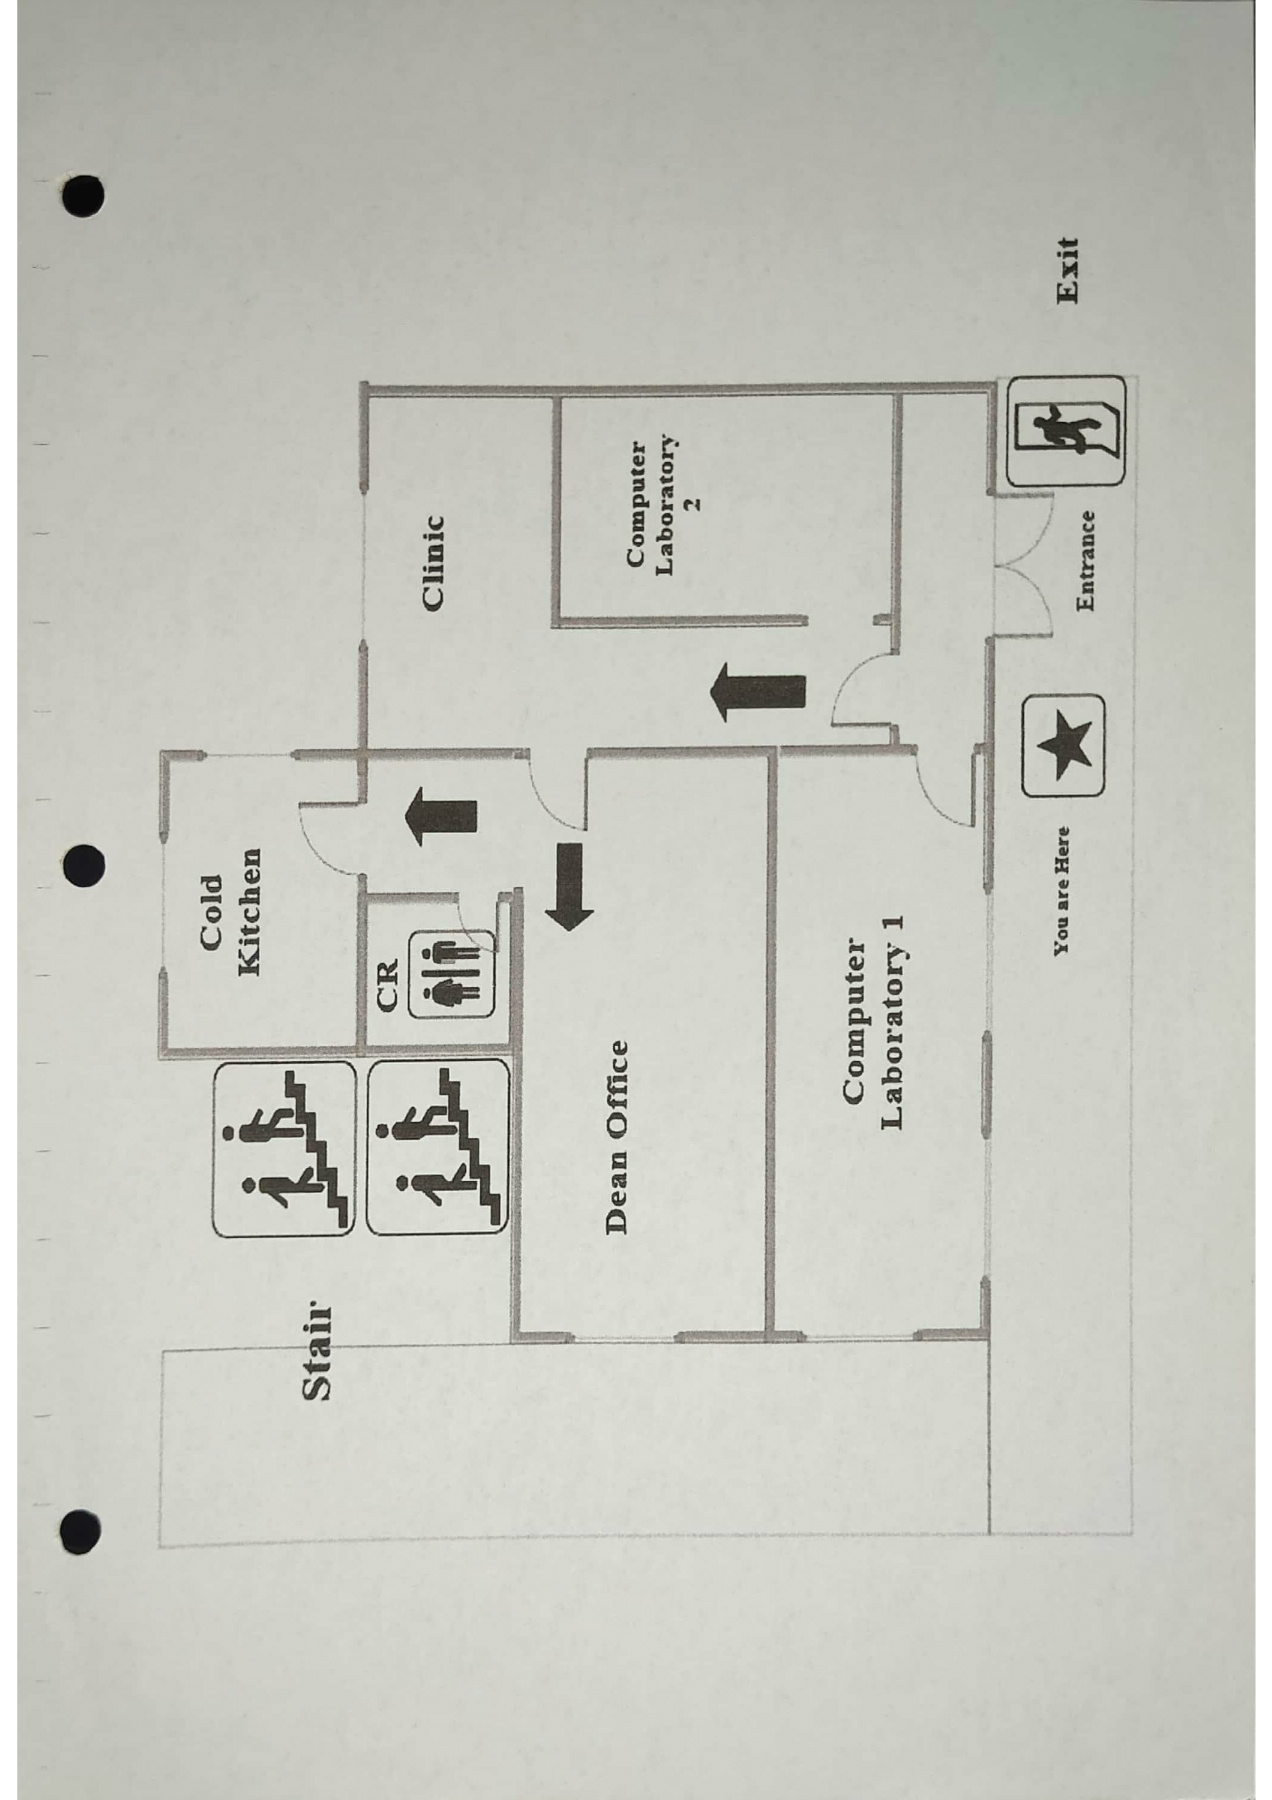 Cold
Kitchen
Clinic
CR
Computer
Laboratory
2
Stair
Dean Office
Computer
Laboratory 1
You are Here
Entrance
Exit